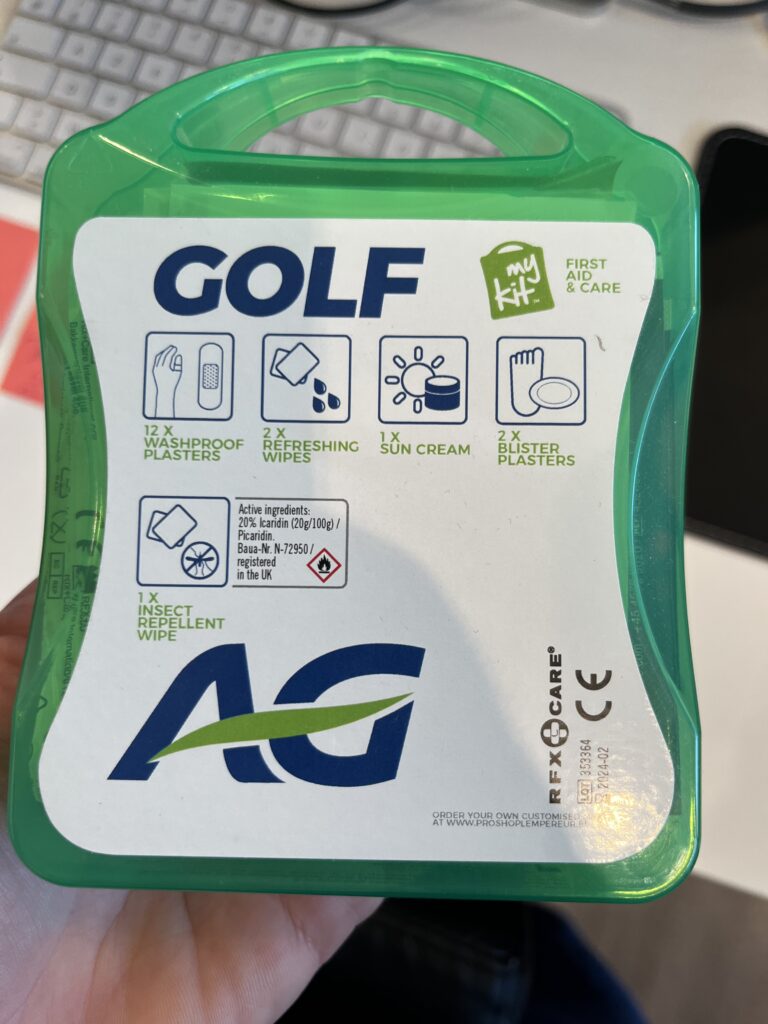 GOLF
my
kit™
FIRST
AID
& CARE
12 X
WASHPROOF
PLASTERS
2 X
REFRESHING
WIPES
1 X
SUN CREAM
2 X
BLISTER
PLASTERS
Active ingredients:
20% Icaridin (20g/100g) /
Picaridin.
Baua-Nr. N-72950 /
registered
in the UK
1 X
INSECT
REPELLENT
WIPE
AG
RFX CARE®
CE
LOT 353364
2024-02
ORDER YOUR OWN CUSTOMISED
AT WWW.PROSHOPLEMPEREUR